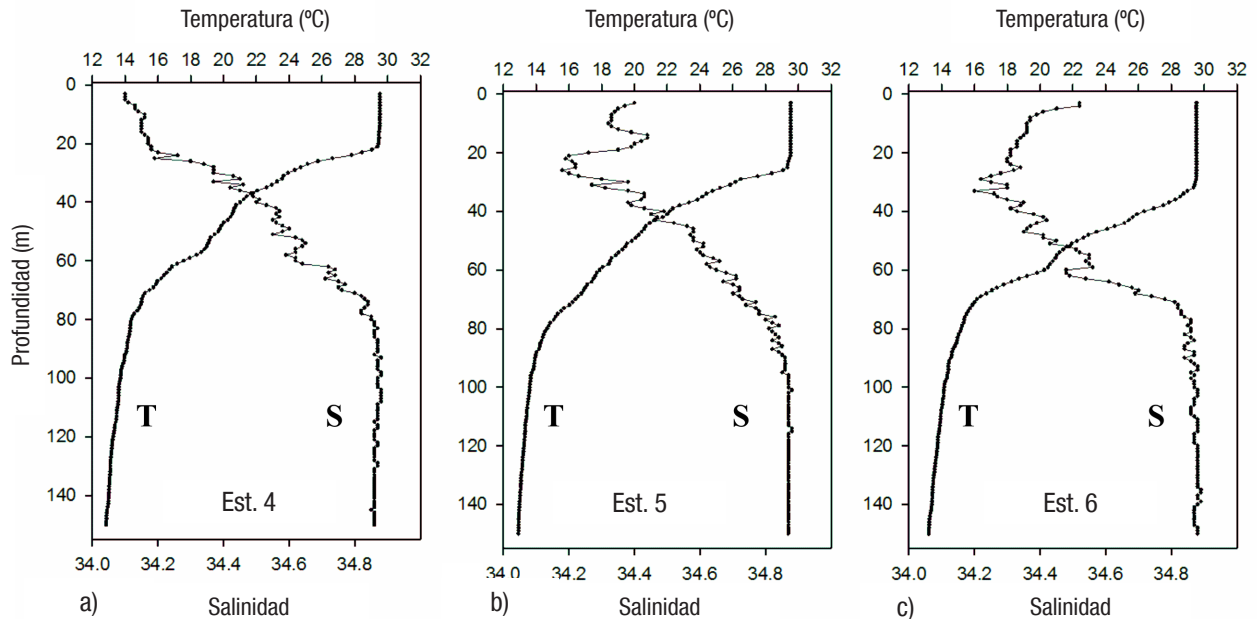 Temperatura (ºC)
12 14 16 18 20 22 24 26 28 30 32
Profundidad (m)
0
20
40
60
80
100
120
140
T
S
Est. 4
34.0 34.2 34.4 34.6 34.8
a)
Salinidad
Temperatura (ºC)
12 14 16 18 20 22 24 26 28 30 32
0
20
40
60
80
100
120
140
T
S
Est. 5
34.0 34.2 34.4 34.6 34.8
b)
Salinidad
Temperatura (ºC)
12 14 16 18 20 22 24 26 28 30 32
0
20
40
60
80
100
120
140
T
S
Est. 6
34.0 34.2 34.4 34.6 34.8
c)
Salinidad